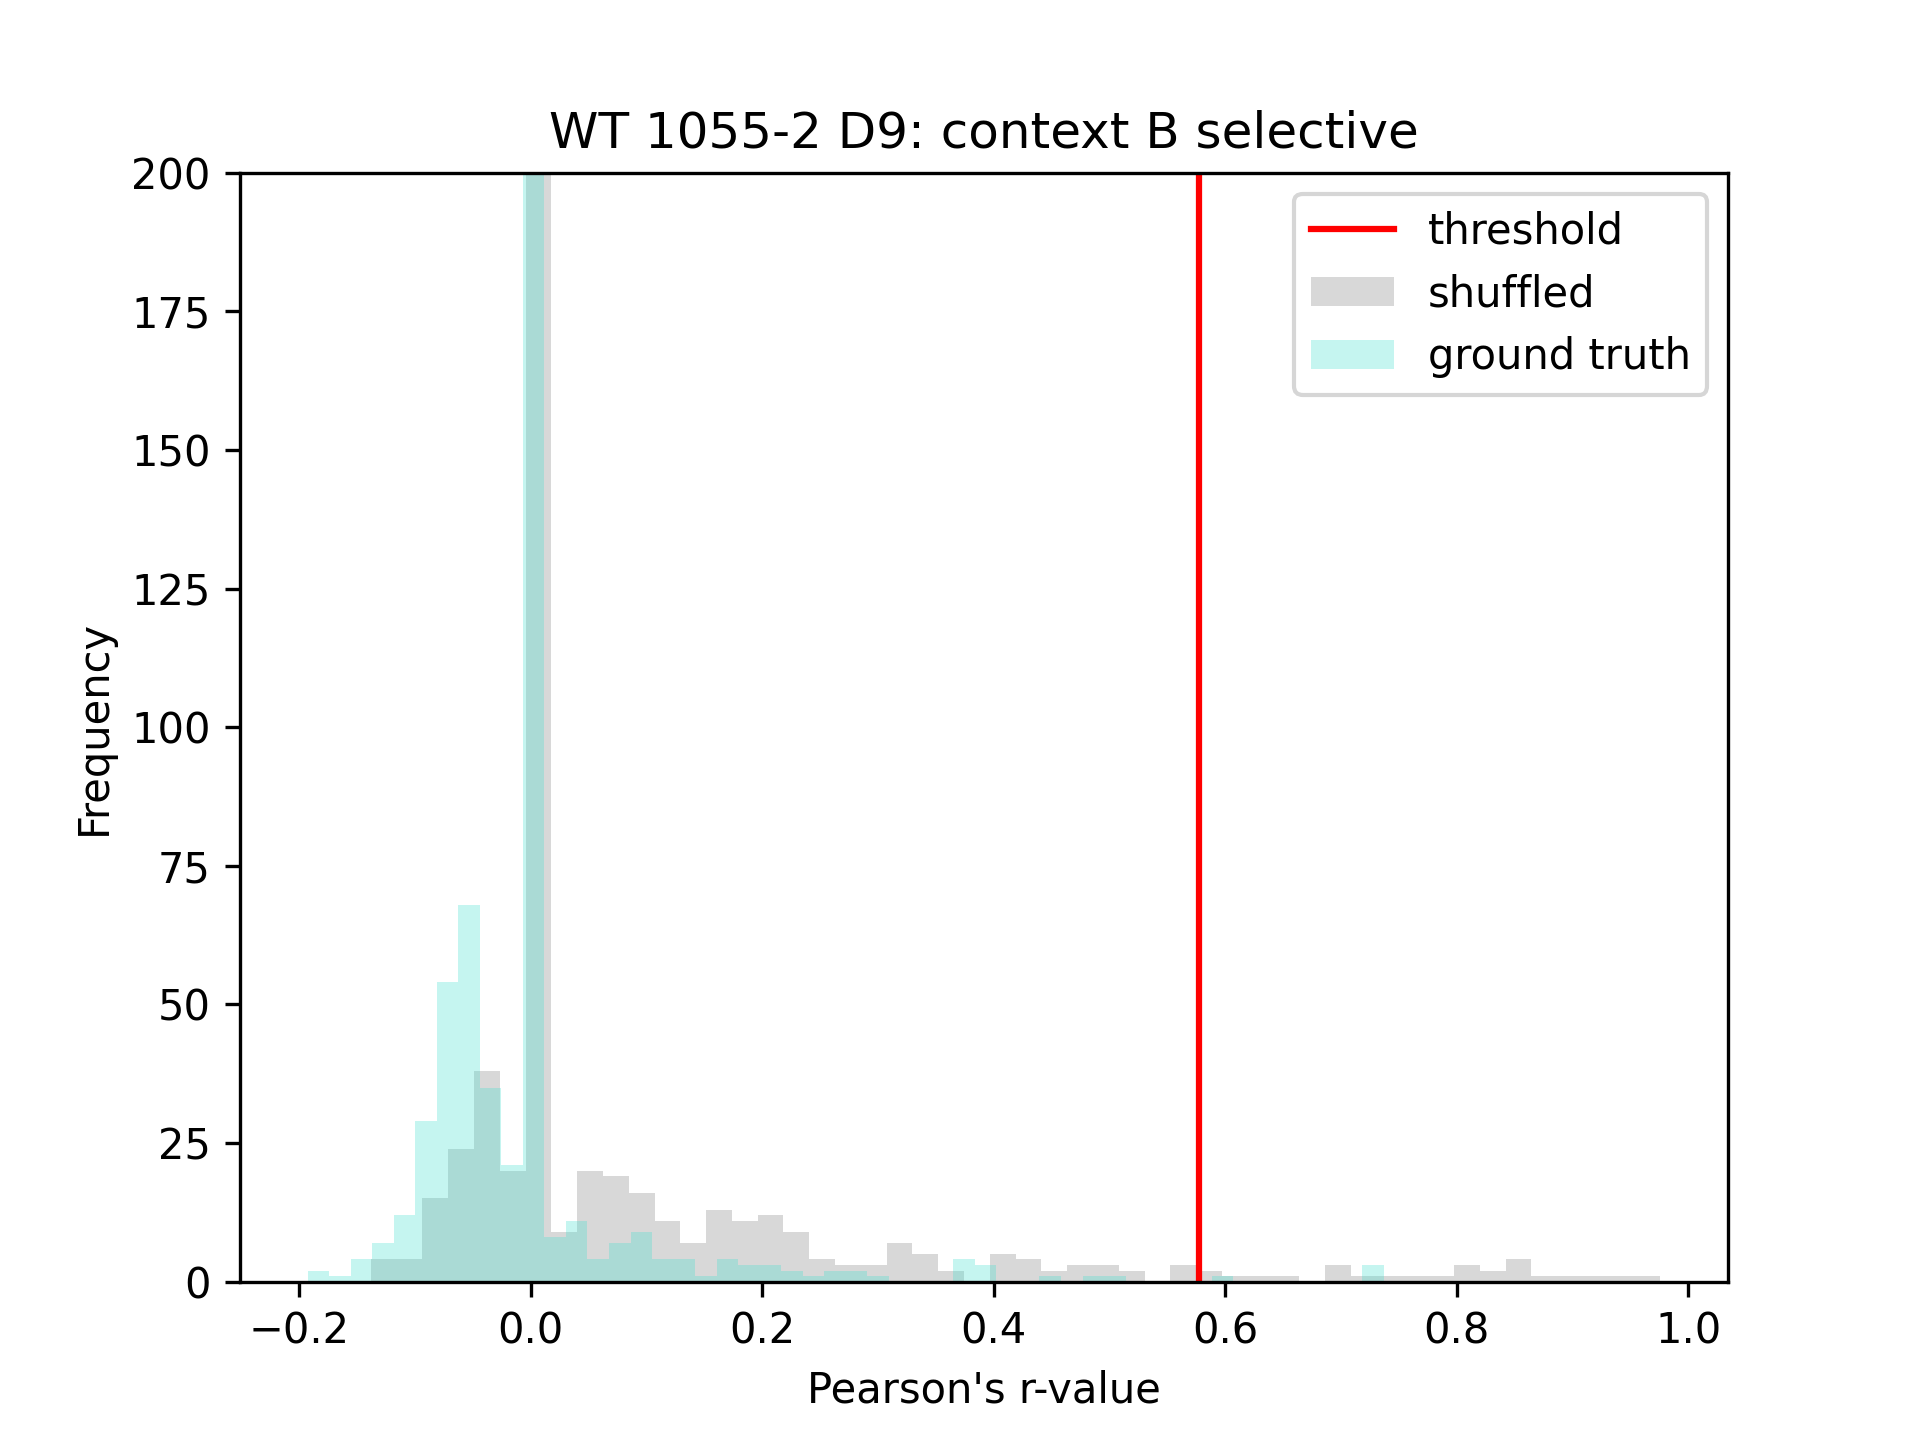 WT 1055-2 D9: context B selective
200
175
150
125
100
75
50
25
0
Frequency
threshold
shuffled
ground truth
−0.2 0.0 0.2 0.4 0.6 0.8 1.0
Pearson's r-value